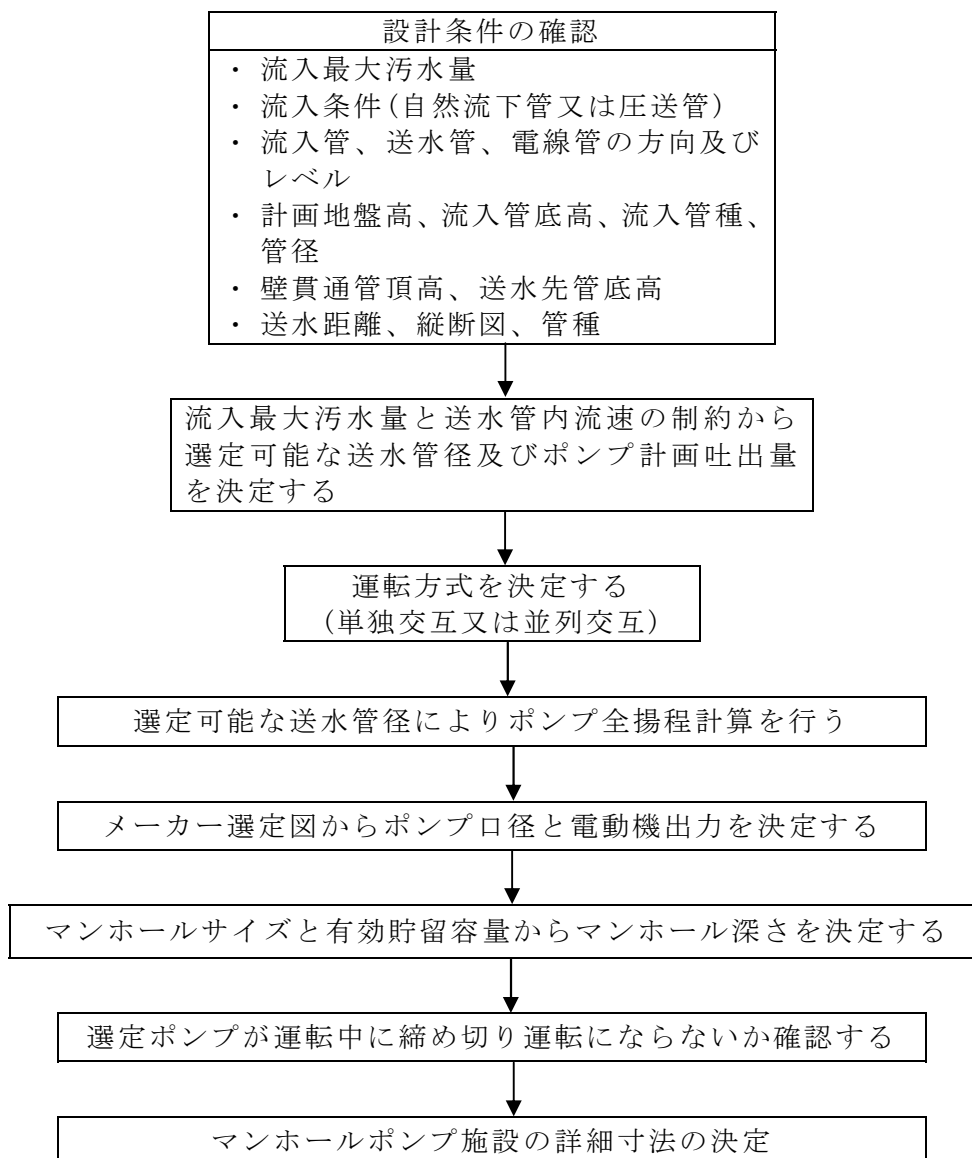 設計条件の確認
・ 流入最大汚水量
・ 流入条件(自然流下管又は圧送管)
・ 流入管、送水管、電線管の方向及び
レベル
・ 計画地盤高、流入管底高、流入管種、
管径
・ 壁貫通管頂高、送水先管底高
・ 送水距離、縦断図、管種
流入最大汚水量と送水管内流速の制約から
選定可能な送水管径及びポンプ計画吐出量
を決定する
運転方式を決定する
(単独交互又は並列交互)
選定可能な送水管径によりポンプ全揚程計算を行う
メーカー選定図からポンプ口径と電動機出力を決定する
マンホールサイズと有効貯留容量からマンホール深さを決定する
選定ポンプが運転中に締め切り運転にならないか確認する
マンホールポンプ施設の詳細寸法の決定